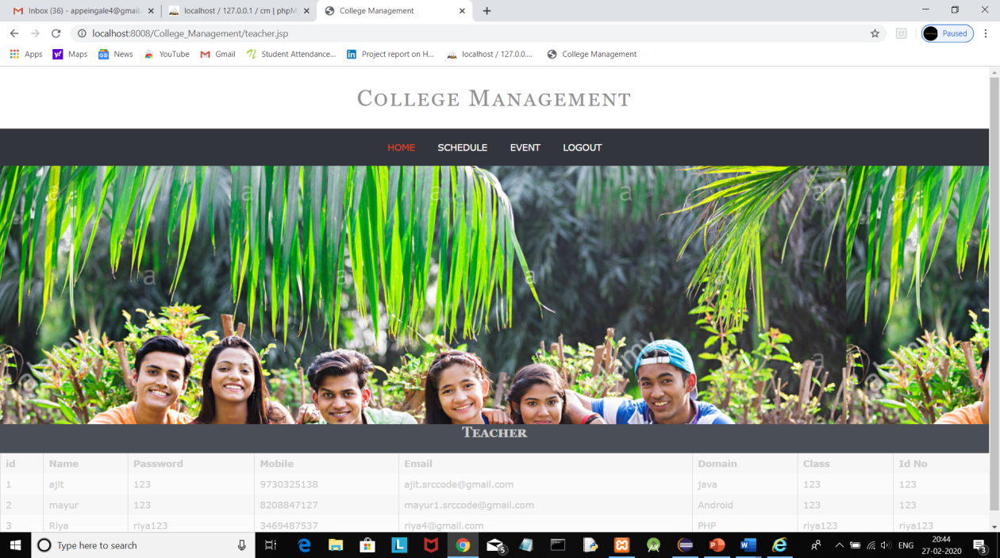 Inbox (36) - appeingale4@gmail.
localhost / 127.0.0.1 / cm | phpM
College Management
localhost:8008/College_Management/teacher.jsp
Paused
Apps Maps News YouTube Gmail Student Attendance... Project report on H... localhost / 127.0.0.... College Management
College Management
HOME SCHEDULE EVENT LOGOUT
a a a a a a
a a a a
a
alamy
Teacher
id Name Password Mobile Email Domain Class Id No
1 ajit 123 9730325138 ajit.srccode@gmail.com java 123 123
2 mayur 123 8208847127 mayur1.srccode@gmail.com Android 123 123
3 Riya riya123 3469487537 riya4@gmail.com PHP riya123 riya123
Type here to search
5
ENG
20:44
27-02-2020
3